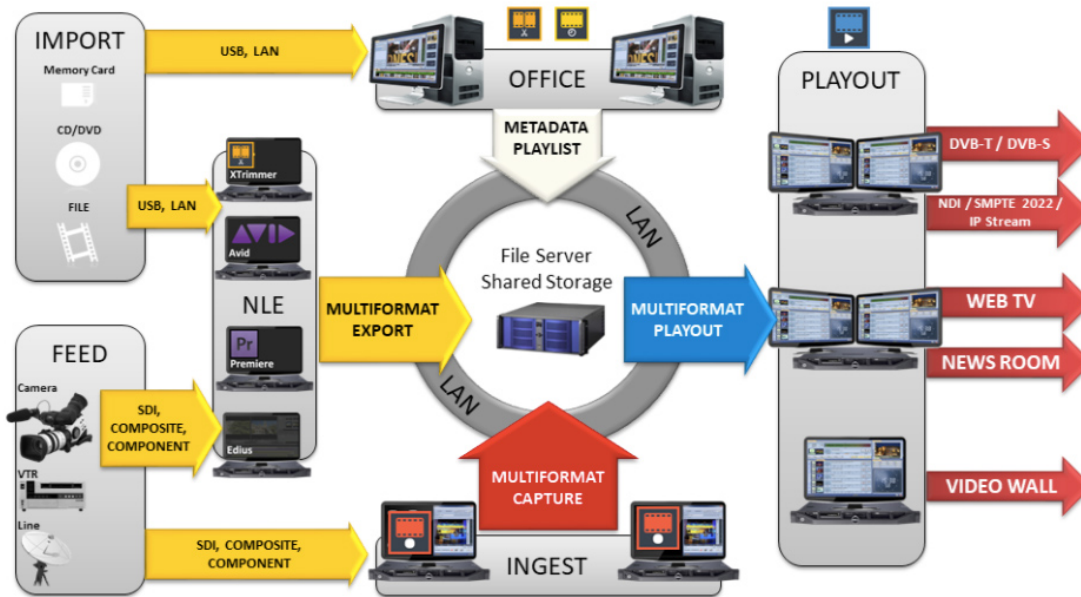 IMPORT
Memory Card
CD/DVD
FILE
USB, LAN
USB, LAN
OFFICE
METADATA
PLAYLIST
XTrimmer
AVID
Avid
NLE
Pr
Premiere
Edius
MULTIFORMAT
EXPORT
LAN
File Server
Shared Storage
LAN
MULTIFORMAT
PLAYOUT
FEED
Camera
SDI,
COMPOSITE,
COMPONENT
VTR
Line
SDI, COMPOSITE,
COMPONENT
MULTIFORMAT
CAPTURE
INGEST
PLAYOUT
DVB-T / DVB-S
NDI / SMPTE 2022 /
IP Stream
WEB TV
NEWS ROOM
VIDEO WALL